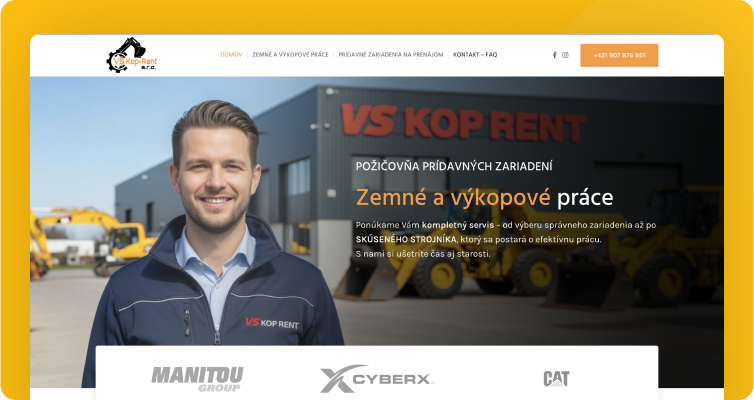 VS Kop-Rent
s.r.o.
DOMOV
ZEMNÉ A VÝKOPOVÉ PRÁCE
PRÍDAVNÉ ZARIADENIA NA PRENÁJOM
KONTAKT – FAQ
+421 907 876 951
VS KOP RENT
POŽIČOVŇA PRÍDAVNÝCH ZARIADENÍ
Zemné a výkopové práce
Ponúkame Vám kompletný servis – od výberu správneho zariadenia až po
SKÚSENÉHO STROJNÍKA, ktorý sa postará o efektívnu prácu.
S nami si ušetríte čas aj starosti.
VS KOP RENT
MANITOU
GROUP
CYBERX
CAT